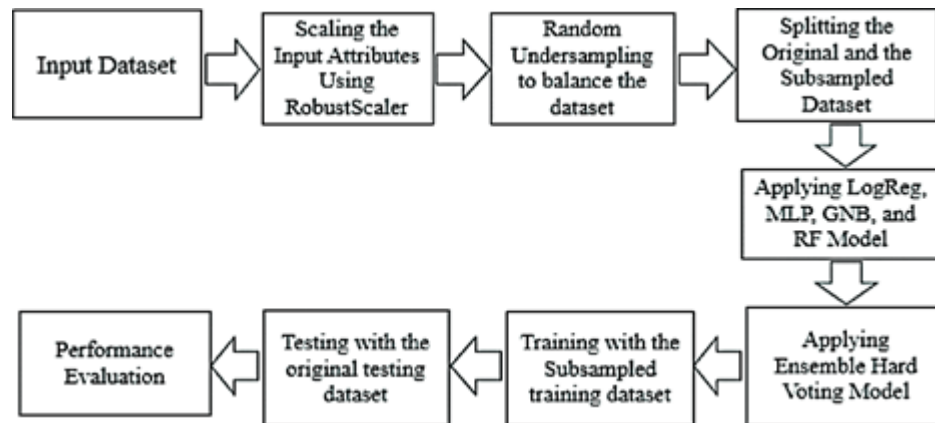 Input Dataset
Scaling the
Input Attributes
Using
RobustScaler
Random
Undersampling
to balance the
dataset
Splitting the
Original and the
Subsampled
Dataset
Applying LogReg,
MLP, GNB, and
RF Model
Applying
Ensemble Hard
Voting Model
Training with the
Subsampled
training dataset
Testing with the
original testing
dataset
Performance
Evaluation